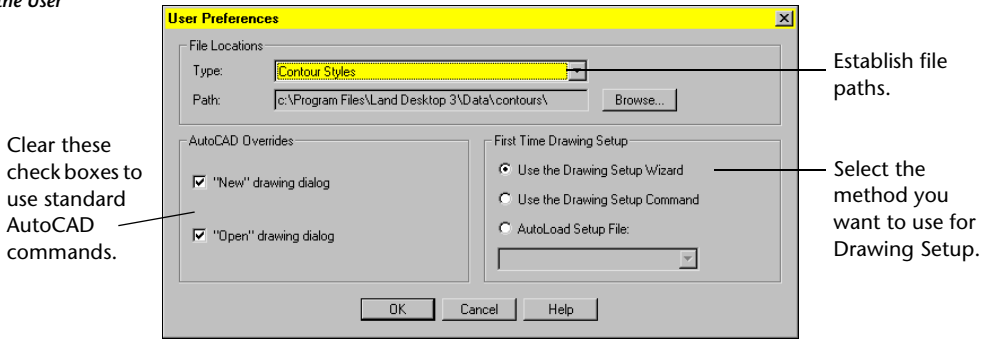 the User
User Preferences
File Locations
Type: Contour Styles
Path: c:\Program Files\Land Desktop 3\Data\contours\ Browse...
Establish file
paths.
AutoCAD Overrides
"New" drawing dialog
"Open" drawing dialog
Clear these
check boxes to
use standard
AutoCAD
commands.
First Time Drawing Setup
Use the Drawing Setup Wizard
Use the Drawing Setup Command
AutoLoad Setup File:
Select the
method you
want to use for
Drawing Setup.
OK Cancel Help